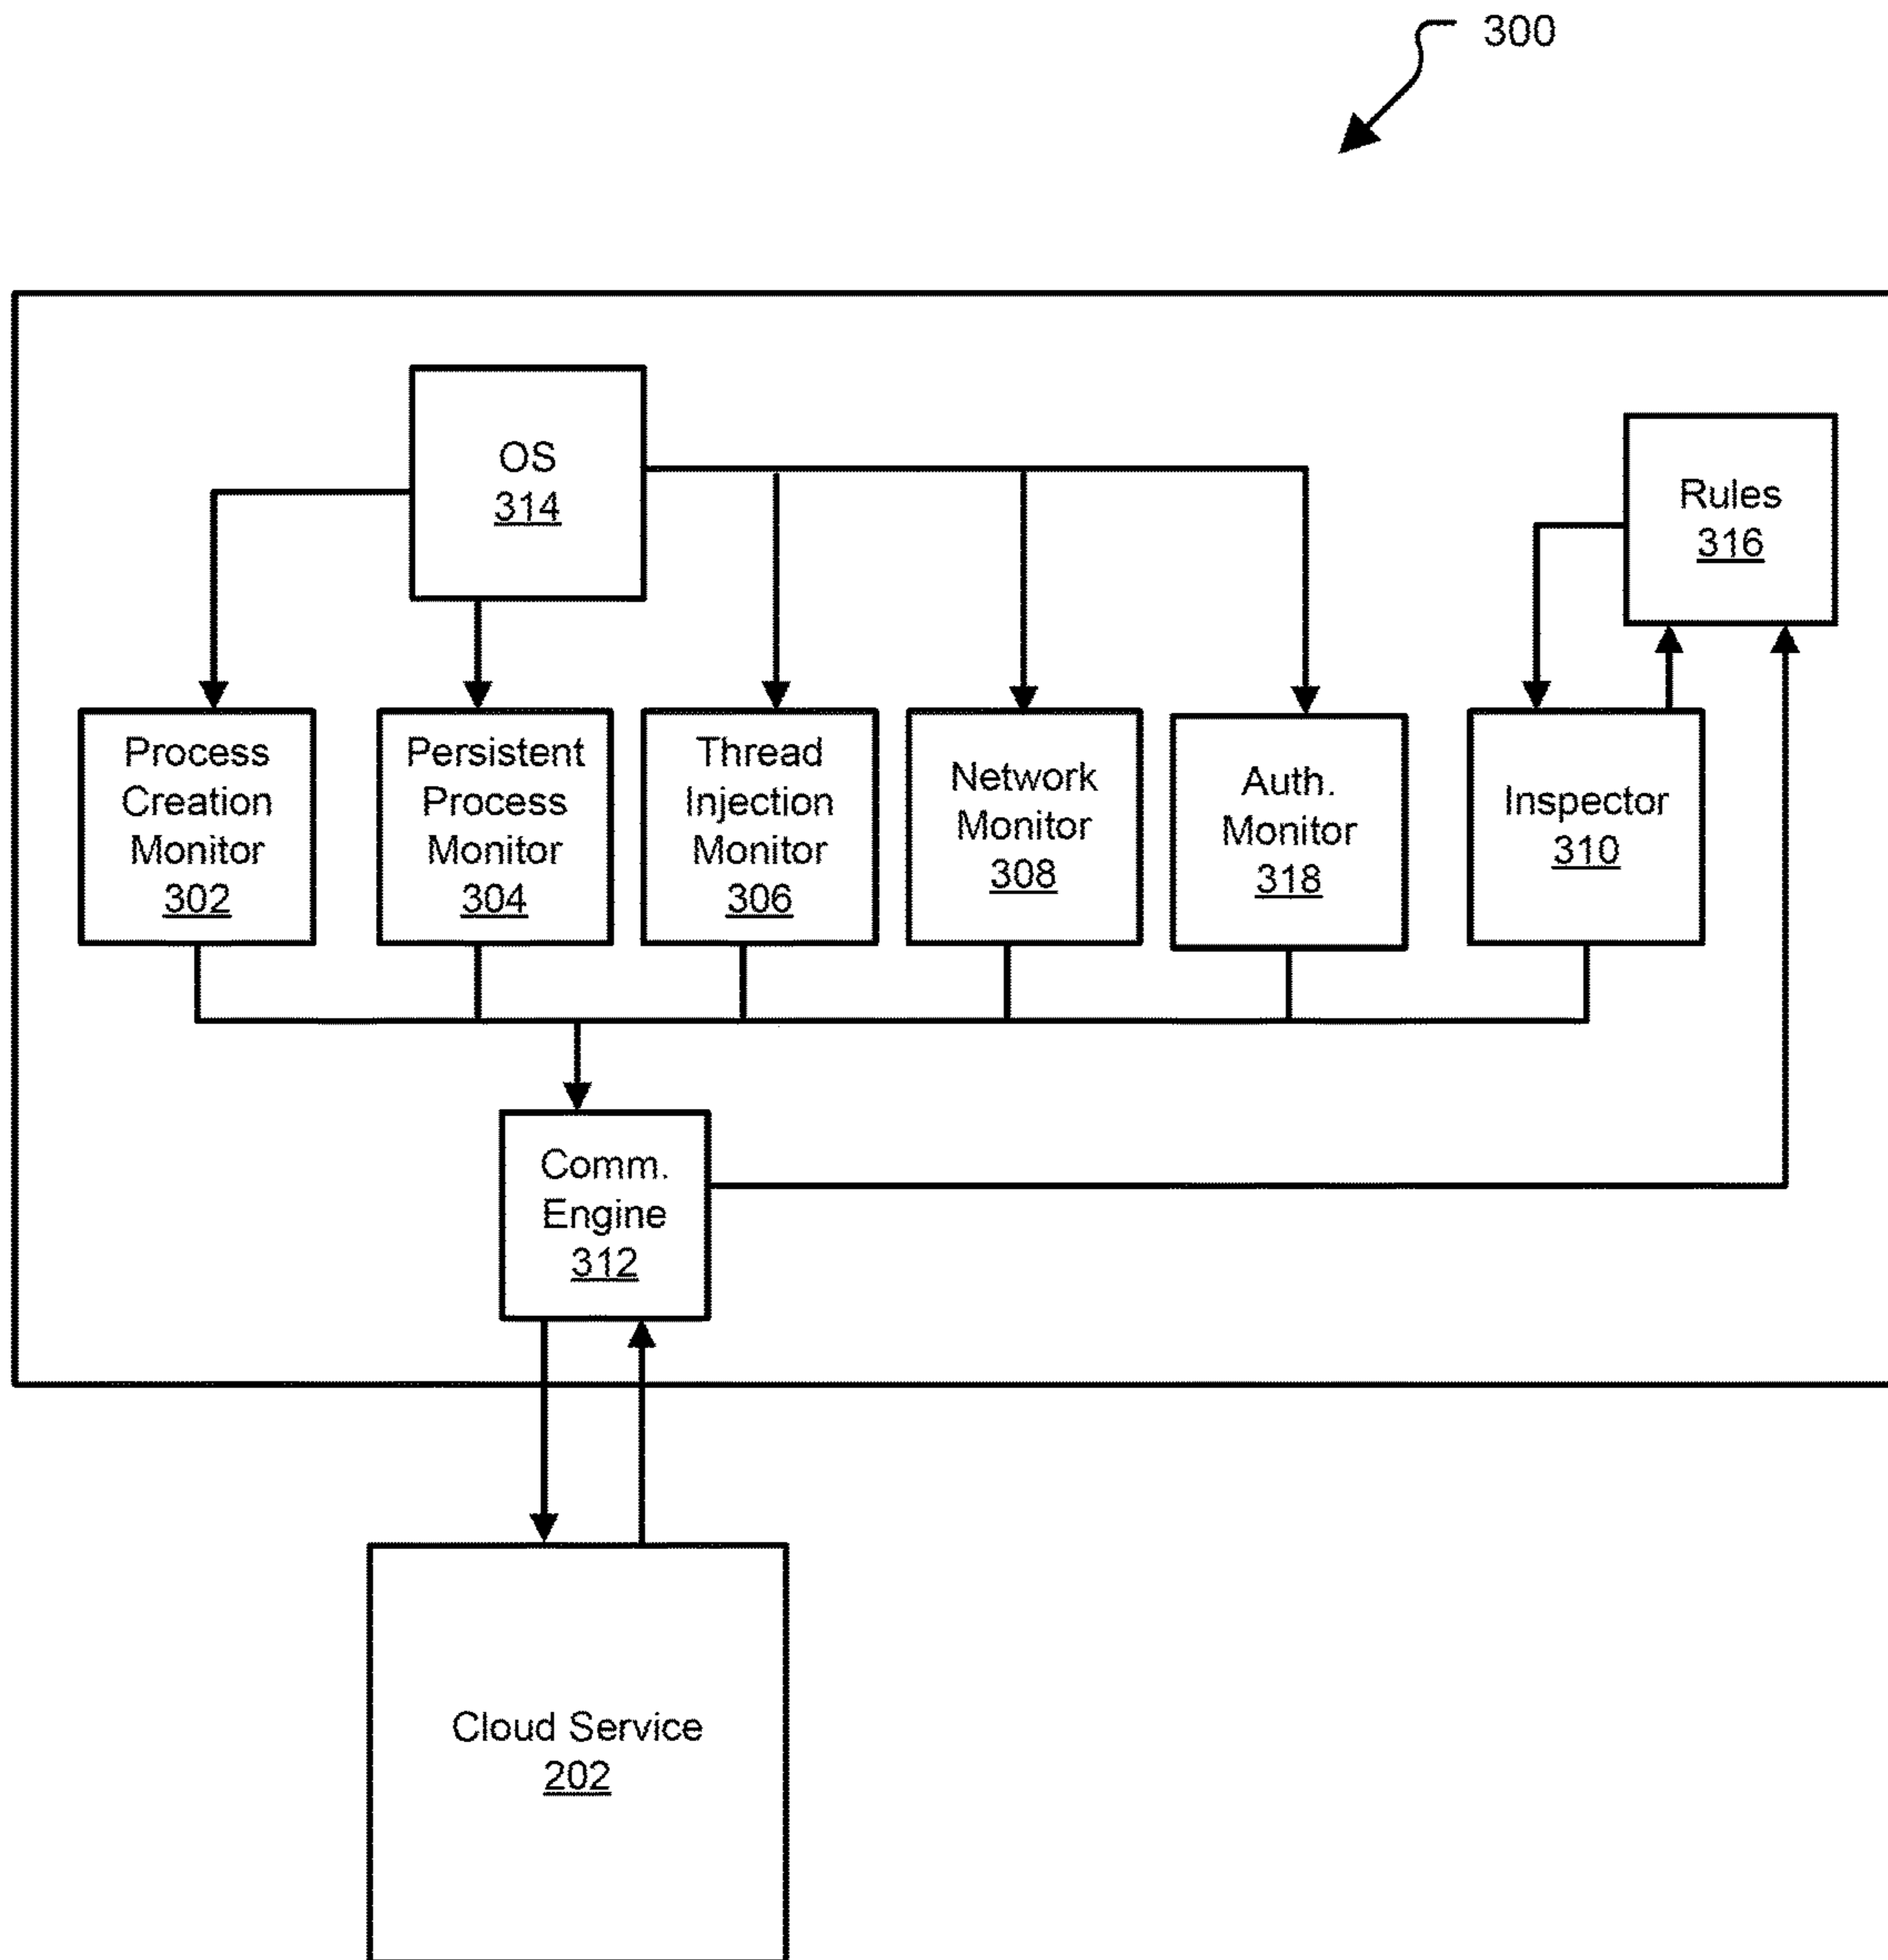 300
OS
314
Rules
316
Process
Creation
Monitor
302
Persistent
Process
Monitor
304
Thread
Injection
Monitor
306
Network
Monitor
308
Auth.
Monitor
318
Inspector
310
Comm.
Engine
312
Cloud Service
202